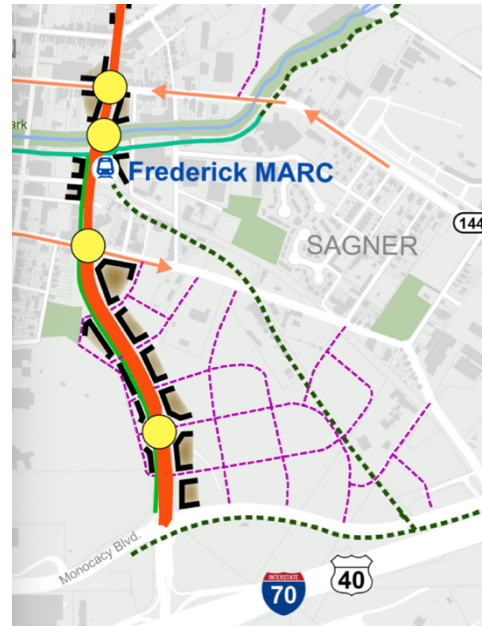 N
ark
Frederick MARC
144
SAGNER
Monocacy Blvd.
INTERSTATE
70
40